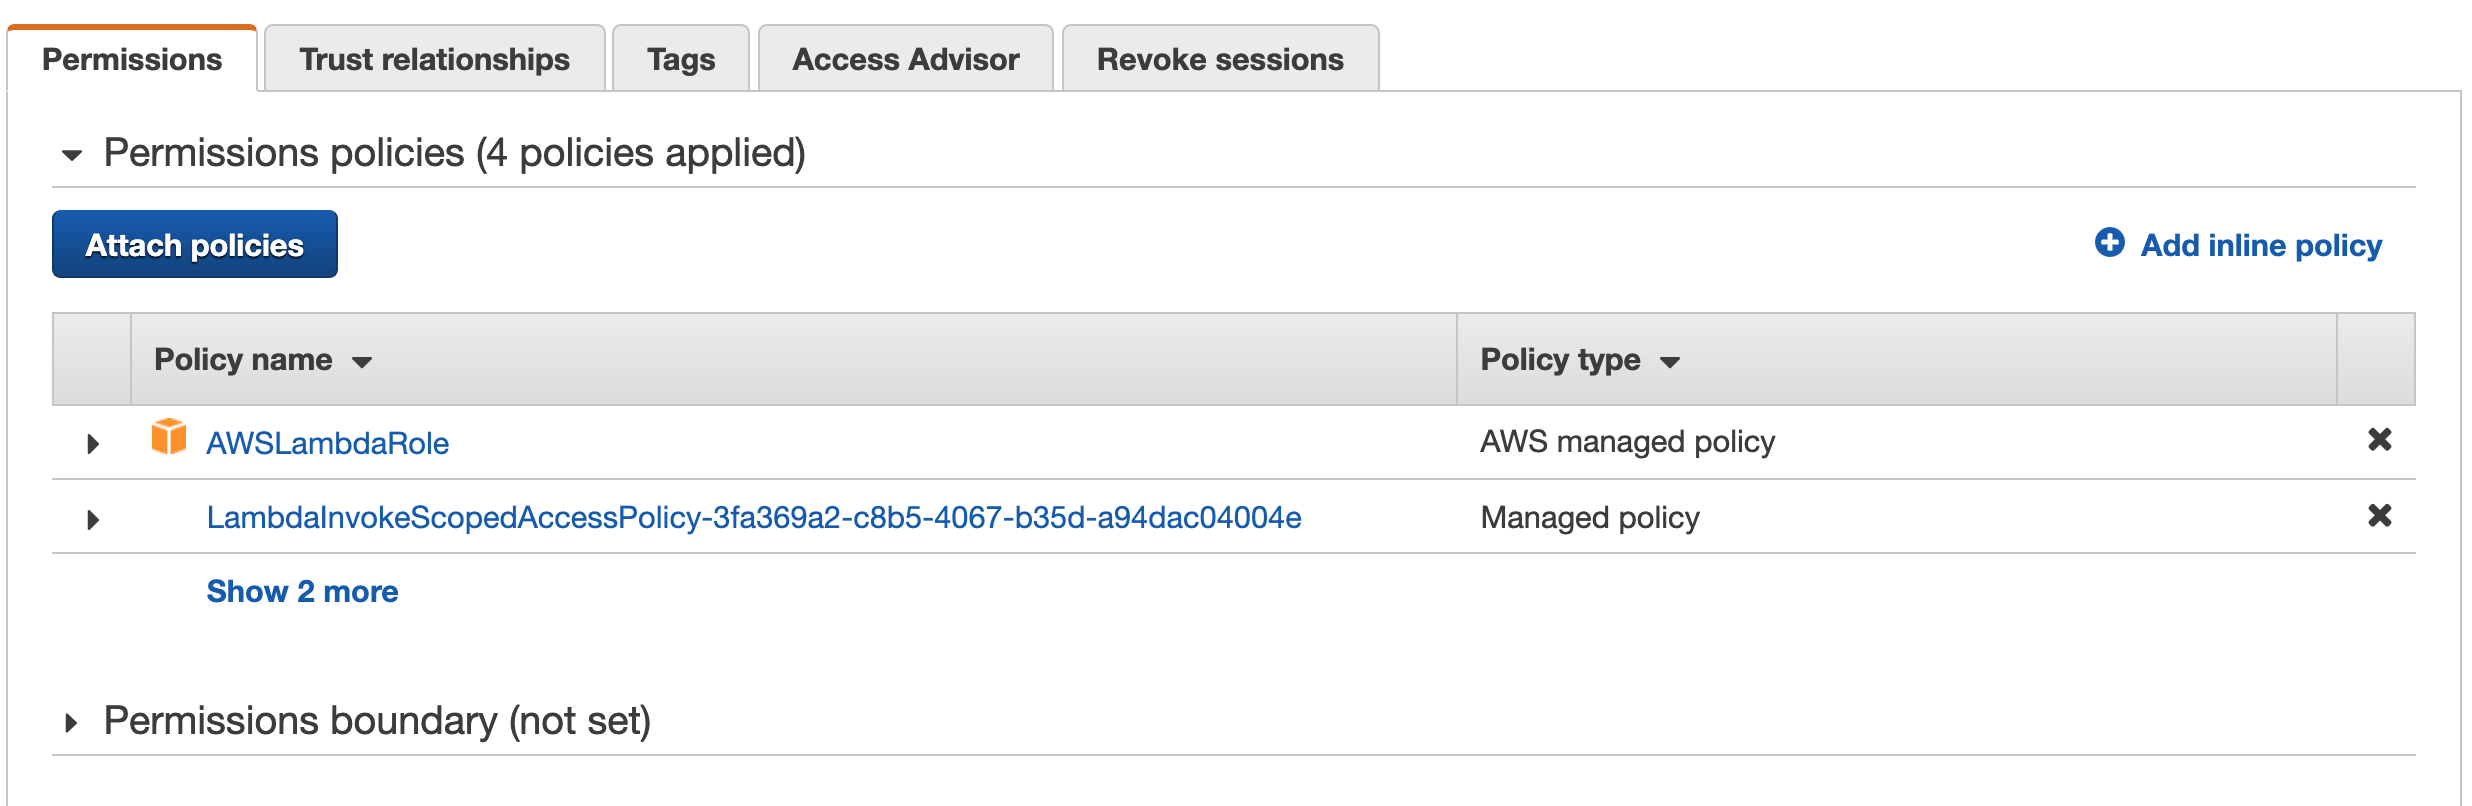 Permissions Trust relationships Tags Access Advisor Revoke sessions
Permissions policies (4 policies applied)
Attach policies Add inline policy
Policy name Policy type
AWSLambdaRole AWS managed policy
LambdaInvokeScopedAccessPolicy-3fa369a2-c8b5-4067-b35d-a94dac04004e Managed policy
Show 2 more
Permissions boundary (not set)